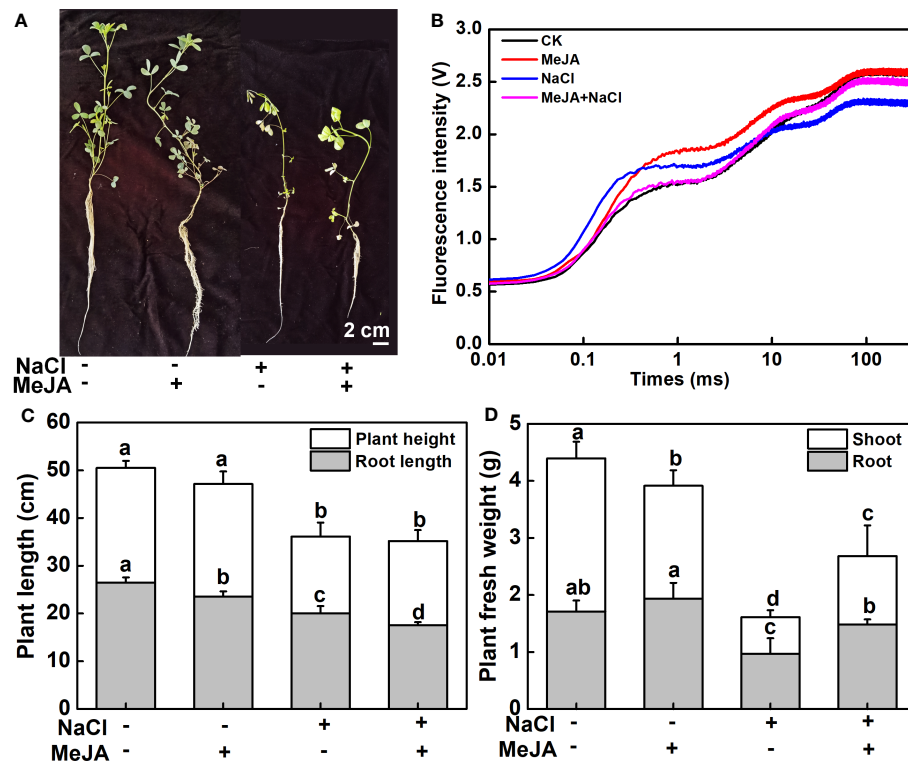 A
2 cm
NaCl - - + +
MeJA - + - +
B
Fluorescence intensity (V)
3.0
2.5
2.0
1.5
1.0
0.5
0.0
CK
MeJA
NaCl
MeJA+NaCl
0.01 0.1 1 10 100
Times (ms)
C
Plant length (cm)
60
50
40
30
20
10
0
Plant height
Root length
a a b b
a b c d
NaCl - - + +
MeJA - + - +
D
Plant fresh weight (g)
5
4
3
2
1
0
Shoot
Root
a b d c
ab a c b
NaCl - - + +
MeJA - + - +